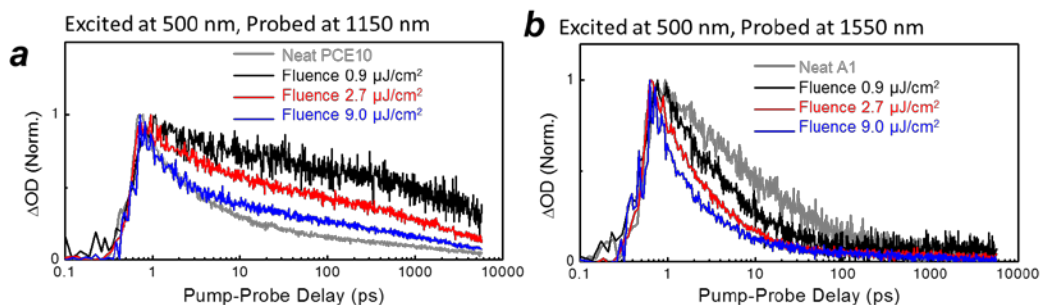 Excited at 500 nm, Probed at 1150 nm
a
Neat PCE10
Fluence 0.9 µJ/cm²
Fluence 2.7 µJ/cm²
Fluence 9.0 µJ/cm²
1
0
ΔOD (Norm.)
0.1 1 10 100 1000 10000
Pump-Probe Delay (ps)
Excited at 500 nm, Probed at 1550 nm
b
Neat A1
Fluence 0.9 µJ/cm²
Fluence 2.7 µJ/cm²
Fluence 9.0 µJ/cm²
1
0
ΔOD (Norm.)
0.1 1 10 100 1000 10000
Pump-Probe Delay (ps)